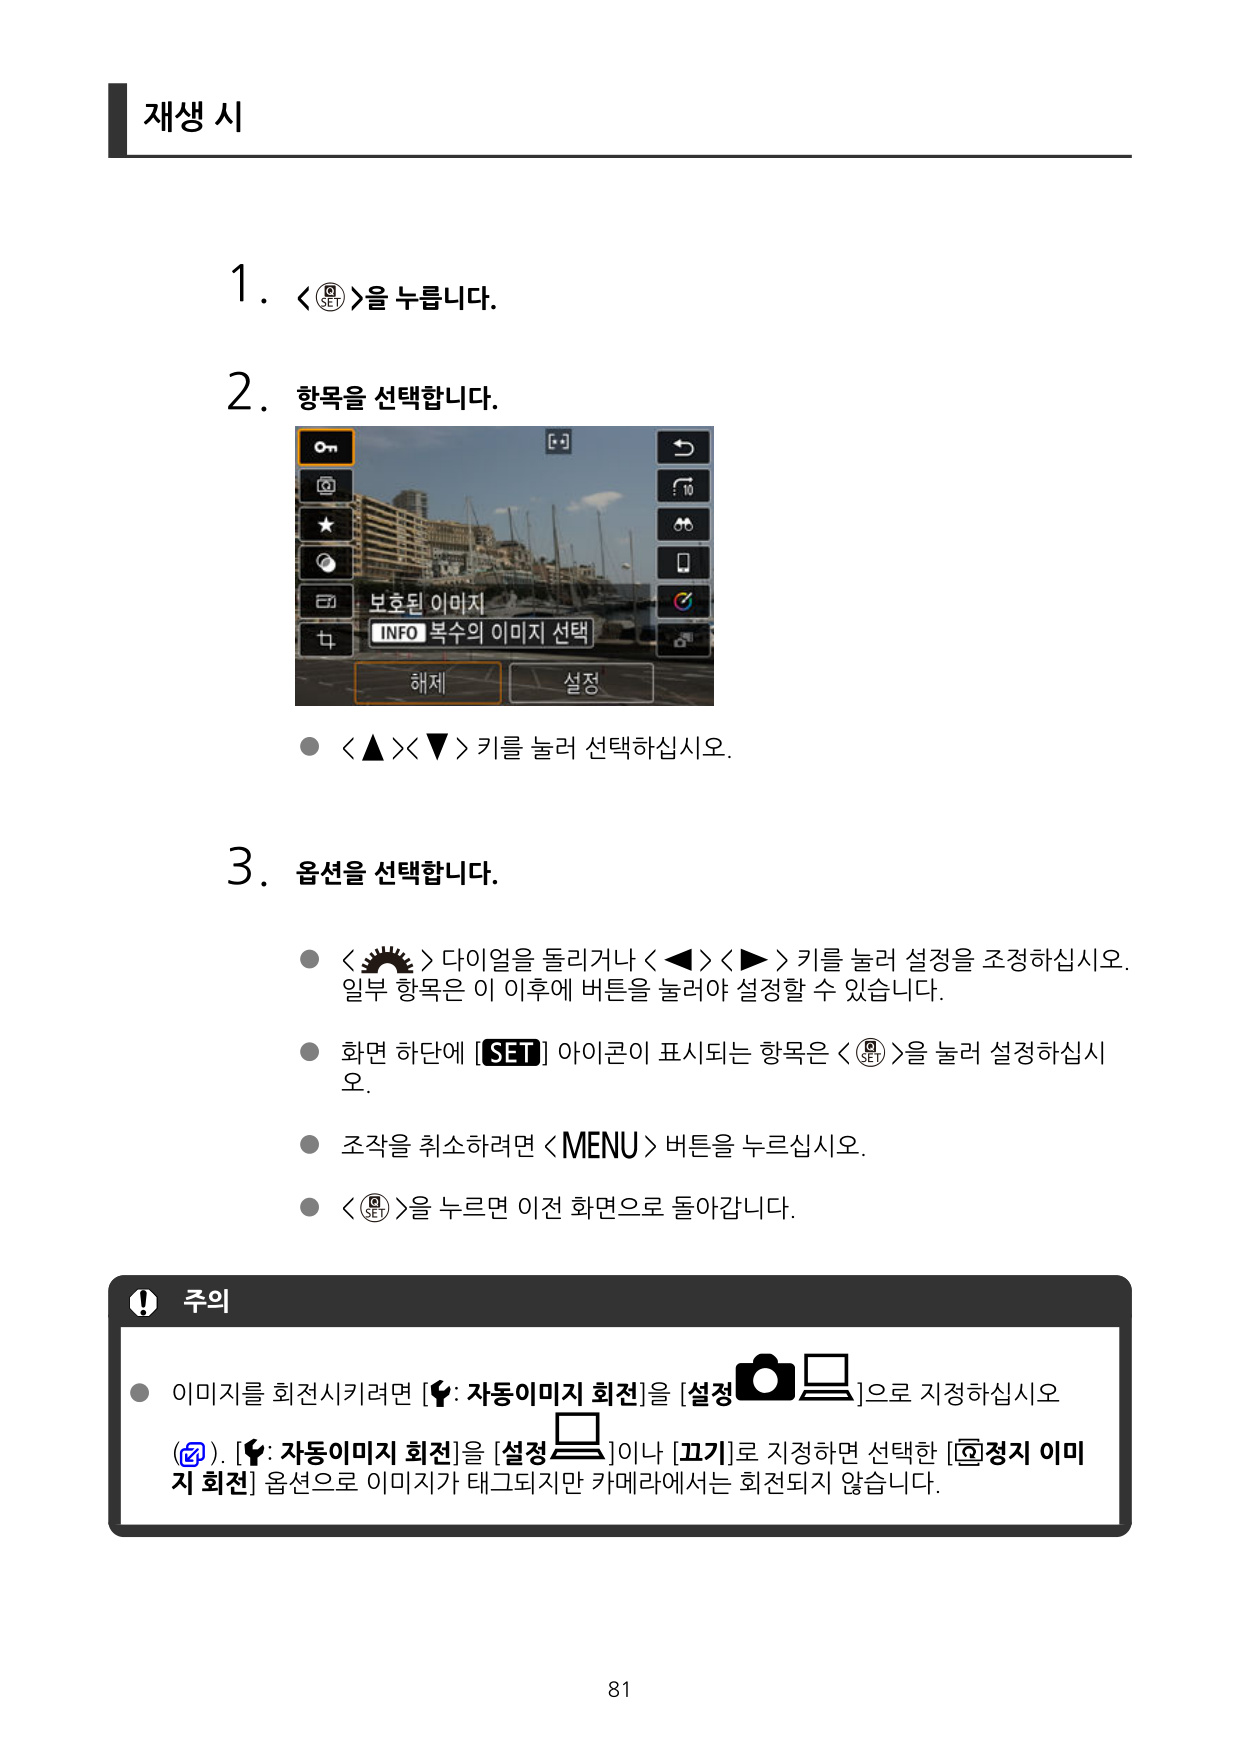 재생 시
1. <Q SET>을 누릅니다.
2. 항목을 선택합니다.
10
보호된 이미지
INFO 복수의 이미지 선택
해제 설정
● <▲><▼> 키를 눌러 선택하십시오.
3. 옵션을 선택합니다.
● < > 다이얼을 돌리거나 <◀><▶> 키를 눌러 설정을 조정하십시오.
일부 항목은 이 이후에 버튼을 눌러야 설정할 수 있습니다.
● 화면 하단에 [SET] 아이콘이 표시되는 항목은 <Q SET>을 눌러 설정하십시
오.
● 조작을 취소하려면 <MENU> 버튼을 누르십시오.
● <Q SET>을 누르면 이전 화면으로 돌아갑니다.
주의
● 이미지를 회전시키려면 [: 자동이미지 회전]을 [설정]으로 지정하십시오
(). [: 자동이미지 회전]을 [설정]이나 [끄기]로 지정하면 선택한 [정지 이미
지 회전] 옵션으로 이미지가 태그되지만 카메라에서는 회전되지 않습니다.
81